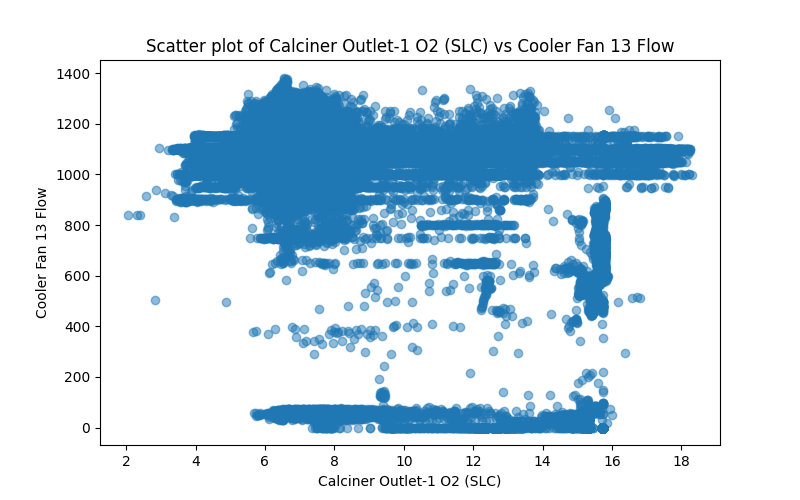 Scatter plot of Calciner Outlet-1 O2 (SLC) vs Cooler Fan 13 Flow
1400
1200
1000
800
600
400
200
0
Cooler Fan 13 Flow
2 4 6 8 10 12 14 16 18
Calciner Outlet-1 O2 (SLC)